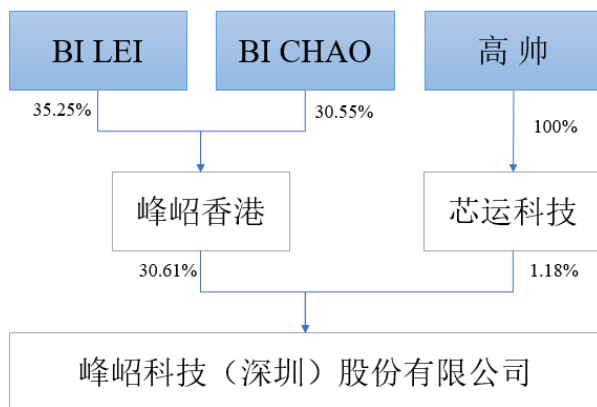 BI LEI
BI CHAO
高 帅
35.25%
30.55%
100%
峰岹香港
芯运科技
30.61%
1.18%
峰岹科技（深圳）股份有限公司